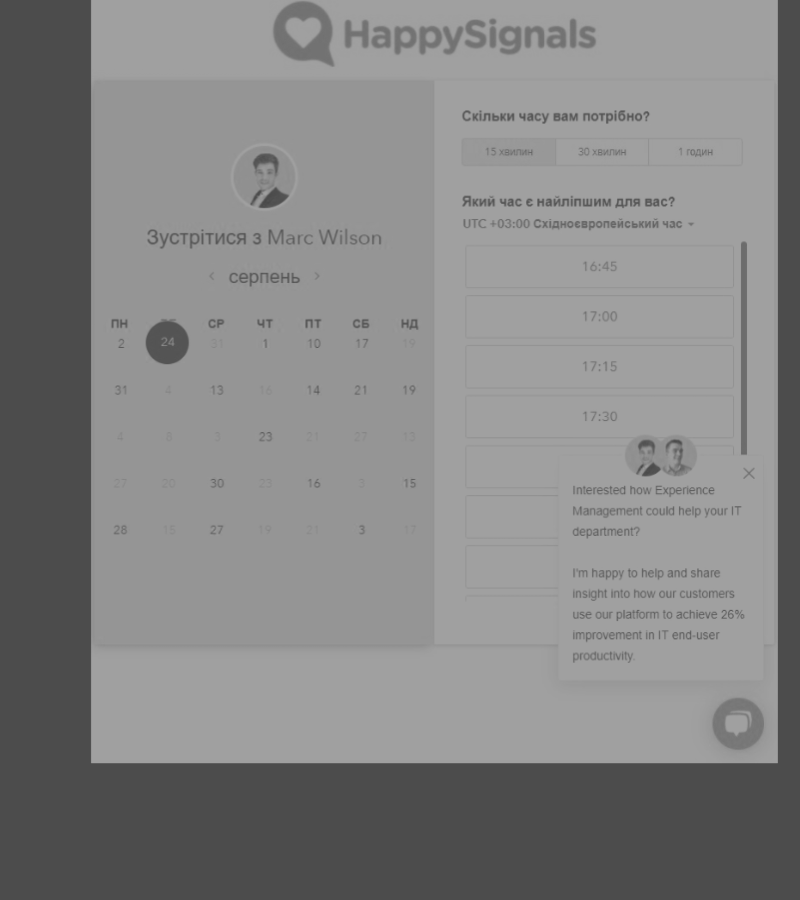 HappySignals
Зустрітися з Marc Wilson
серпень
ПН СР ЧТ ПТ СБ НД
2 24 31 1 10 17 19
31 4 13 16 14 21 19
4 8 3 23 21 27 13
27 20 30 23 16 3 15
28 15 27 19 21 3 17
Скільки часу вам потрібно?
15 хвилин 30 хвилин 1 годин
Який час є найліпшим для вас?
UTC +03:00 Східноєвропейський час
16:45
17:00
17:15
17:30
Interested how Experience
Management could help your IT
department?
I'm happy to help and share
insight into how our customers
use our platform to achieve 26%
improvement in IT end-user
productivity.